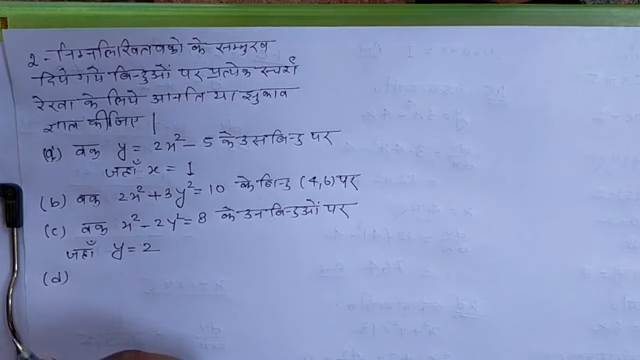 2- निम्नलिखितवक्रो के सम्मुख
दिये गये बिन्दुओं पर प्रत्येक स्पर्श
रेखा के लिये आनति या झुकाव
ज्ञात कीजिए |
(a) वक्र y = 2x² - 5 के उस बिन्दु पर
जहाँ x = 1
(b) वक्र 2x² + 3y² = 10 के बिन्दु (4,6) पर
(c) वक्र x² - 2y² = 8 के उन बिन्दुओं पर
जहाँ y = 2
(d)